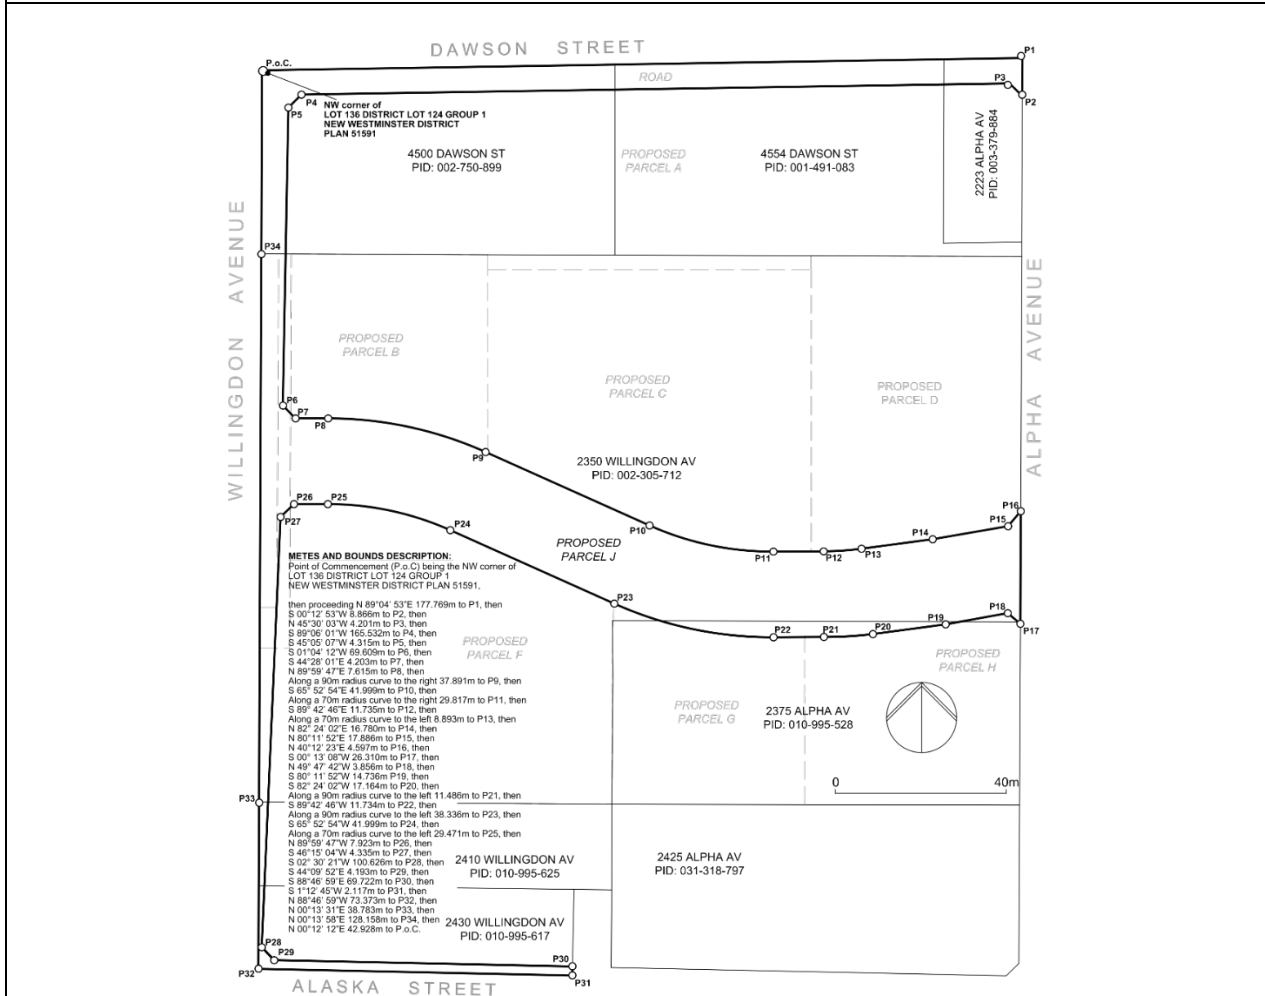 DAWSON STREET
P1
P.o.C.
ROAD
P3
P4
P2
P5
NW corner of
LOT 136 DISTRICT LOT 124 GROUP 1
NEW WESTMINSTER DISTRICT
PLAN 51591
4500 DAWSON ST
PID: 002-750-899
PROPOSED
PARCEL A
4554 DAWSON ST
PID: 001-491-083
2223 ALPHA AV
PID: 003-379-884
WILLINGDON AVENUE
P34
ALPHA AVENUE
PROPOSED
PARCEL B
PROPOSED
PARCEL C
PROPOSED
PARCEL D
P6
P7
P8
P9
2350 WILLINGDON AV
PID: 002-305-712
P26
P25
P27
P24
P10
P16
P15
P14
P13
P12
P11
PROPOSED
PARCEL J
METES AND BOUNDS DESCRIPTION:
Point of Commencement (P.o.C) being the NW corner of
LOT 136 DISTRICT LOT 124 GROUP 1
NEW WESTMINSTER DISTRICT PLAN 51591,
then proceeding N 89°04' 53"E 177.769m to P1, then
S 00°12' 53"W 8.866m to P2, then
N 45°30' 03"W 4.201m to P3, then
S 89°06' 01"W 165.532m to P4, then
S 45°05' 07"W 4.315m to P5, then
S 01°04' 12"W 69.609m to P6, then
S 44°28' 01"E 4.203m to P7, then
N 89°59' 47"E 7.615m to P8, then
Along a 90m radius curve to the right 37.891m to P9, then
S 65° 52' 54"E 41.999m to P10, then
Along a 70m radius curve to the right 29.817m to P11, then
S 89° 42' 46"E 11.735m to P12, then
Along a 70m radius curve to the left 8.893m to P13, then
N 82° 24' 02"E 16.780m to P14, then
N 80°11' 52"E 17.886m to P15, then
N 40°12' 23"E 4.597m to P16, then
S 00° 13' 08"W 26.310m to P17, then
N 49° 47' 42"W 3.856m to P18, then
S 80° 11' 52"W 14.736m P19, then
S 82° 24' 02"W 17.164m to P20, then
Along a 90m radius curve to the left 11.486m to P21, then
S 89°42' 46"W 11.734m to P22, then
Along a 90m radius curve to the left 38.336m to P23, then
S 65° 52' 54"W 41.999m to P24, then
Along a 70m radius curve to the left 29.471m to P25, then
N 89°59' 47"W 7.923m to P26, then
S 46°15' 04"W 4.335m to P27, then
S 02° 30' 21"W 100.626m to P28, then
S 44°09' 52"E 4.193m to P29, then
S 88°46' 59"E 69.722m to P30, then
S 1°12' 45"W 2.117m to P31, then
N 88°46' 59"W 73.373m to P32, then
N 00°13' 31"E 38.783m to P33, then
N 00°13' 58"E 128.158m to P34, then
N 00°12' 12"E 42.928m to P.o.C.
P23
P22
P21
P20
P19
P18
P17
PROPOSED
PARCEL F
PROPOSED
PARCEL H
PROPOSED
PARCEL G
2375 ALPHA AV
PID: 010-995-528
0 40m
P33
2410 WILLINGDON AV
PID: 010-995-625
2425 ALPHA AV
PID: 031-318-797
2430 WILLINGDON AV
PID: 010-995-617
P28
P29
P30
P32
P31
ALASKA STREET